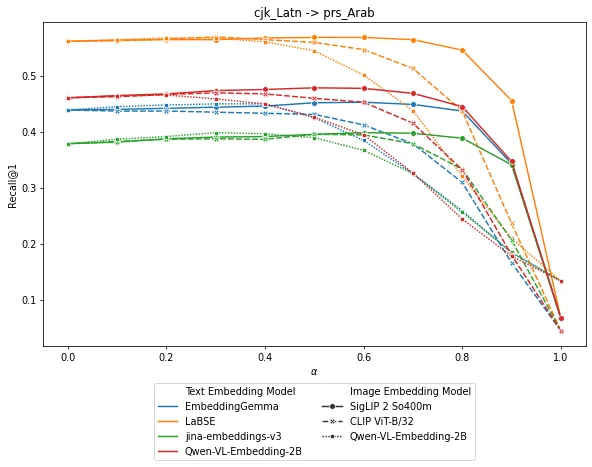 cjk_Latn -> prs_Arab
Recall@1
0.5
0.4
0.3
0.2
0.1
0.0 0.2 0.4 0.6 0.8 1.0
α
Text Embedding Model Image Embedding Model
EmbeddingGemma SigLIP 2 So400m
LaBSE CLIP ViT-B/32
jina-embeddings-v3 Qwen-VL-Embedding-2B
Qwen-VL-Embedding-2B